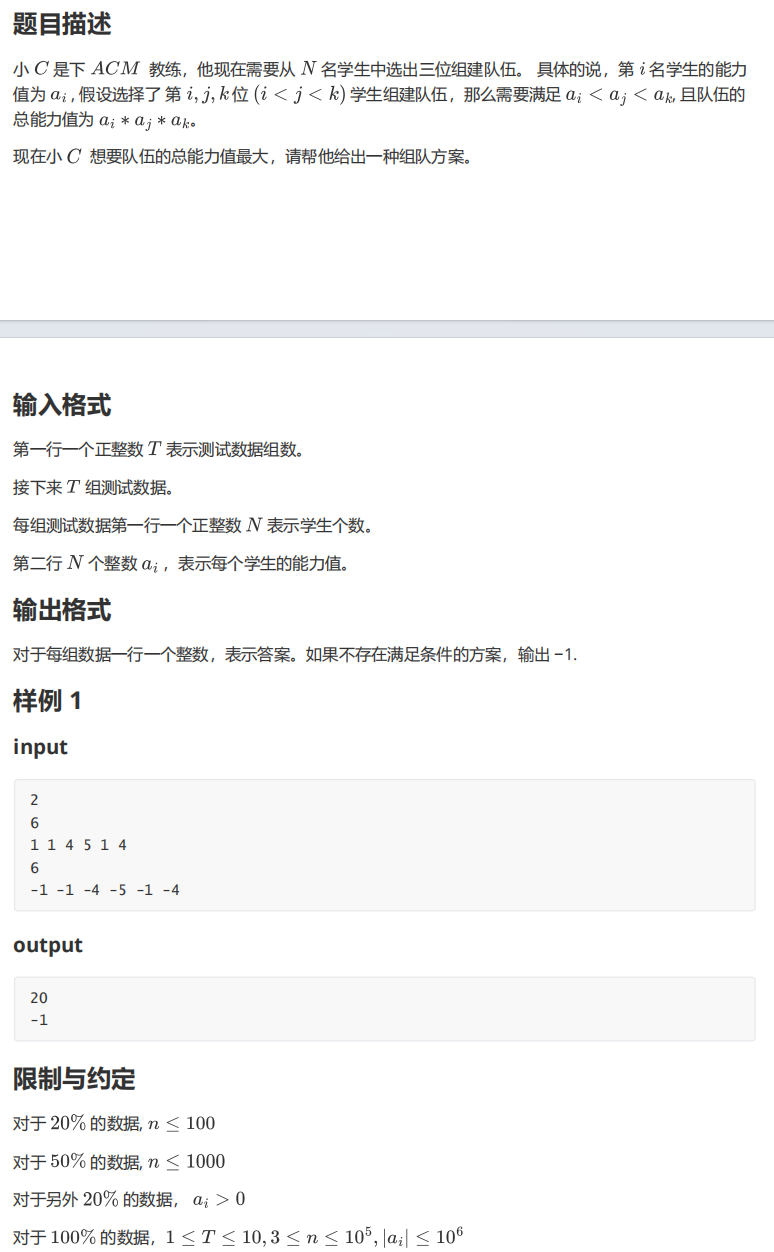 题目描述
小 C 是下 ACM 教练，他现在需要从 N 名学生中选出三位组建队伍。 具体的说，第 i 名学生的能力
值为 a_i , 假设选择了 第 i, j, k 位 (i < j < k) 学生组建队伍，那么需要满足 a_i < a_j < a_k, 且队伍的
总能力值为 a_i * a_j * a_k。
现在小 C 想要队伍的总能力值最大，请帮他给出一种组队方案。
输入格式
第一行一个正整数 T 表示测试数据组数。
接下来 T 组测试数据。
每组测试数据第一行一个正整数 N 表示学生个数。
第二行 N 个整数 a_i ，表示每个学生的能力值。
输出格式
对于每组数据一行一个整数，表示答案。如果不存在满足条件的方案，输出 −1.
样例 1
input
2
6
1 1 4 5 1 4
6
-1 -1 -4 -5 -1 -4
output
20
-1
限制与约定
对于 20% 的数据, n ≤ 100
对于 50% 的数据, n ≤ 1000
对于另外 20% 的数据， a_i > 0
对于 100% 的数据，1 ≤ T ≤ 10, 3 ≤ n ≤ 10^5, |a_i| ≤ 10^6